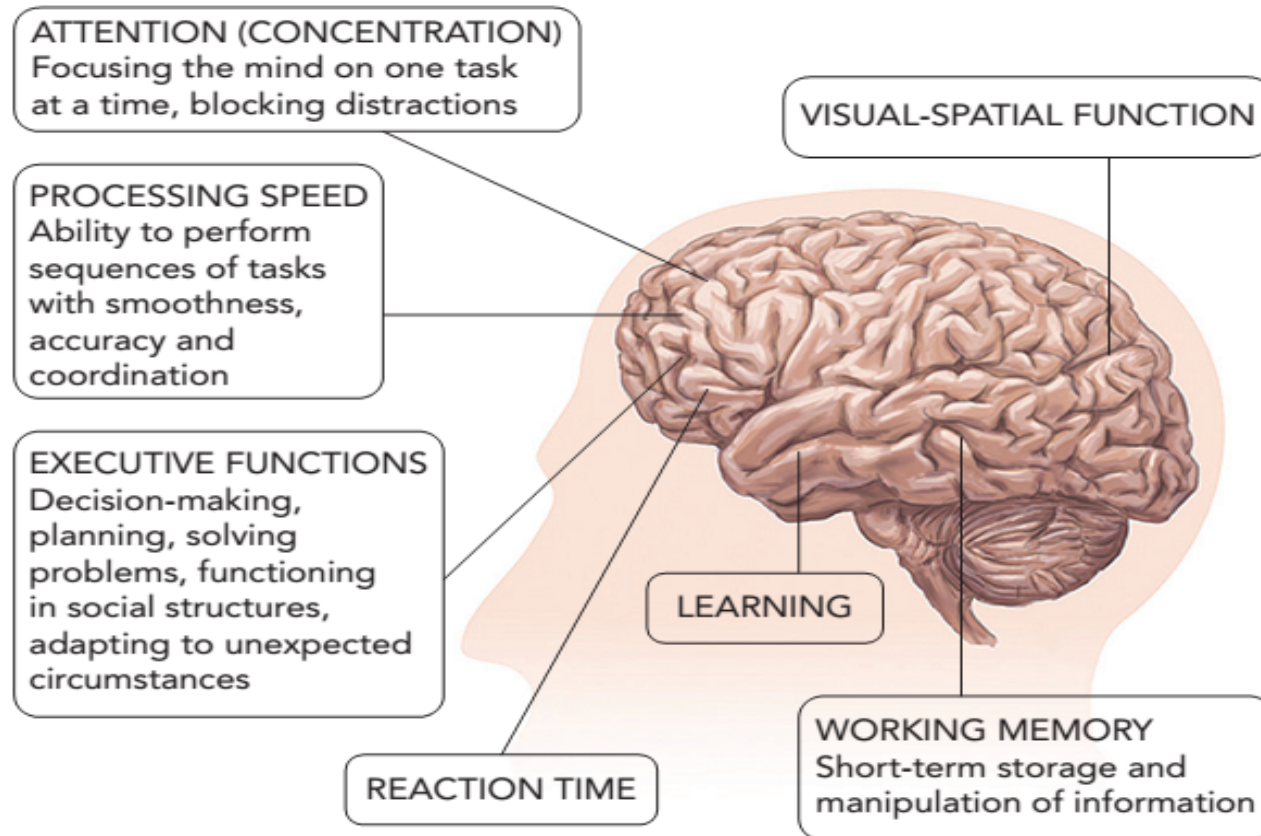 ATTENTION (CONCENTRATION)
Focusing the mind on one task
at a time, blocking distractions
VISUAL-SPATIAL FUNCTION
PROCESSING SPEED
Ability to perform
sequences of tasks
with smoothness,
accuracy and
coordination
EXECUTIVE FUNCTIONS
Decision-making,
planning, solving
problems, functioning
in social structures,
adapting to unexpected
circumstances
LEARNING
REACTION TIME
WORKING MEMORY
Short-term storage and
manipulation of information